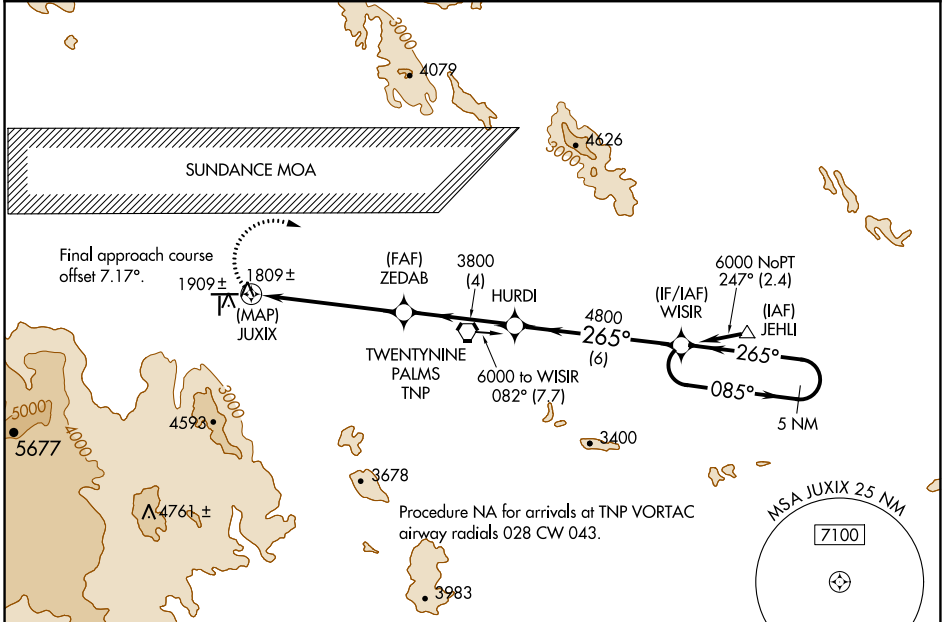 3000
4079
4626
3000
SUNDANCE MOA
Final approach course
offset 7.17°.
1909 ±
1809 ±
(MAP)
JUXIX
(FAF)
ZEDAB
3800
(4)
HURDI
4800
265°
(6)
(IF/IAF)
WISIR
6000 NoPT
247° (2.4)
(IAF)
JEHLI
265°
085°
5 NM
TWENTYNINE
PALMS
TNP
6000 to WISIR
082° (7.7)
5000
5677
4000
3000
4593
4761 ±
3678
3400
Procedure NA for arrivals at TNP VORTAC
airway radials 028 CW 043.
3983
MSA JUXIX 25 NM
7100